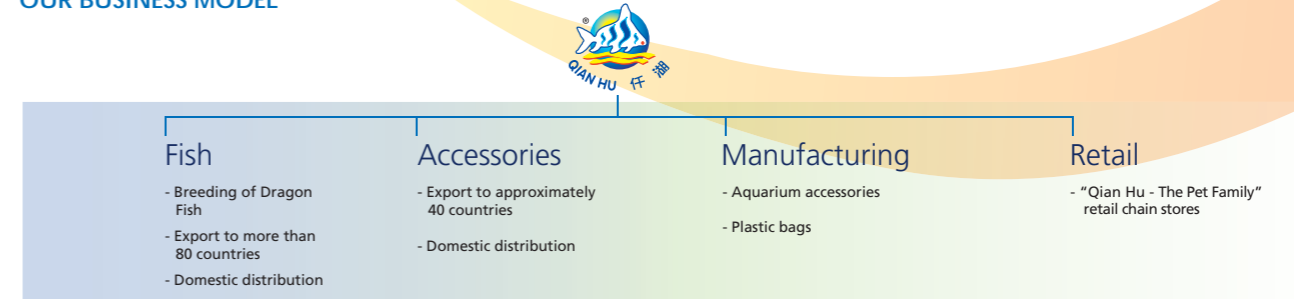 OUR BUSINESS MODEL
®
QIAN HU 仟湖
Fish
- Breeding of Dragon
Fish
- Export to more than
80 countries
- Domestic distribution
Accessories
- Export to approximately
40 countries
- Domestic distribution
Manufacturing
- Aquarium accessories
- Plastic bags
Retail
- “Qian Hu - The Pet Family”
retail chain stores